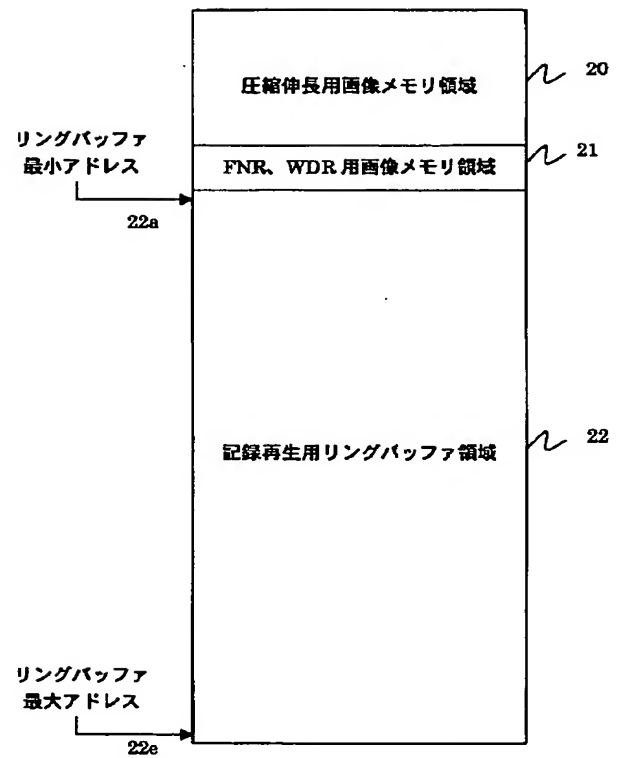 圧縮伸長用画像メモリ領域
20
リングバッファ
最小アドレス
22a
FNR、WDR用画像メモリ領域
21
記録再生用リングバッファ領域
22
リングバッファ
最大アドレス
22e